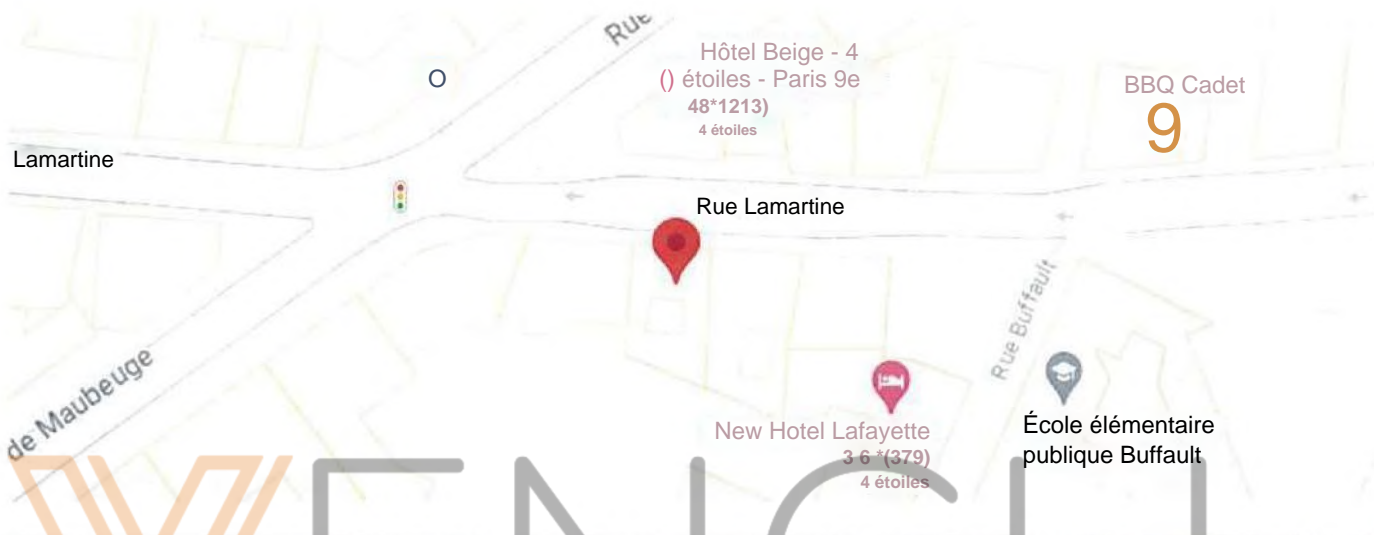 Rue
O
Hôtel Beige - 4
() étoiles - Paris 9e
48*1213)
4 étoiles
BBQ Cadet
9
Lamartine
Rue Lamartine
Rue Buffault
de Maubeuge
New Hotel Lafayette
3 6 *(379)
4 étoiles
École élémentaire
publique Buffault